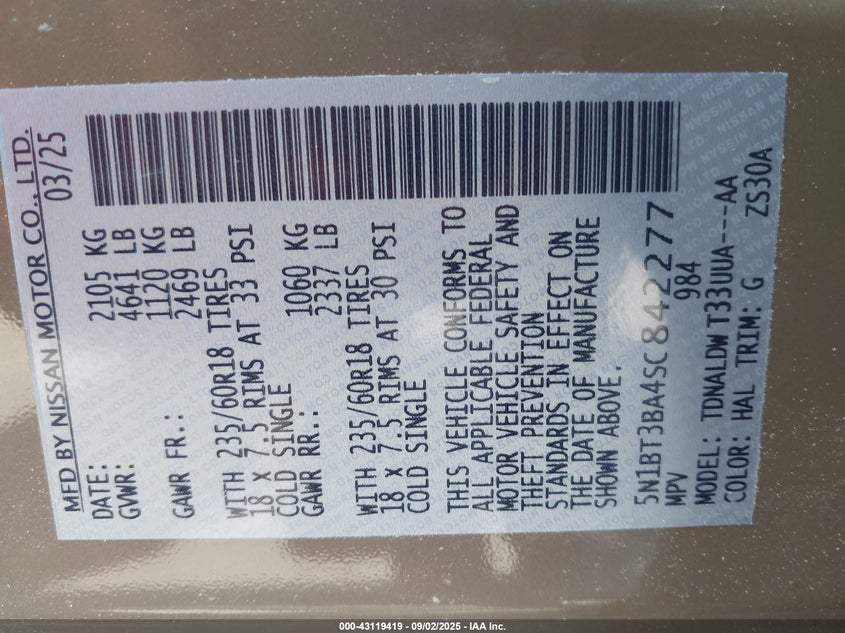 MFD BY NISSAN MOTOR CO., LTD.
DATE: 03/25
GVWR: 2105 KG
4641 LB
GAWR FR.: 1120 KG
2469 LB
WITH 235/60R18 TIRES
18 X 7.5 RIMS AT 33 PSI
COLD SINGLE
GAWR RR.: 1060 KG
2337 LB
WITH 235/60R18 TIRES
18 X 7.5 RIMS AT 30 PSI
COLD SINGLE
THIS VEHICLE CONFORMS TO
ALL APPLICABLE FEDERAL
MOTOR VEHICLE SAFETY AND
THEFT PREVENTION
STANDARDS IN EFFECT ON
THE DATE OF MANUFACTURE
SHOWN ABOVE.
5N1BT3BA4SC842277
MPV 984
MODEL: TDNALDW T33UUA---AA
COLOR: HAL TRIM: G ZS30A
000-43119419 - 09/02/2025 - IAA Inc.